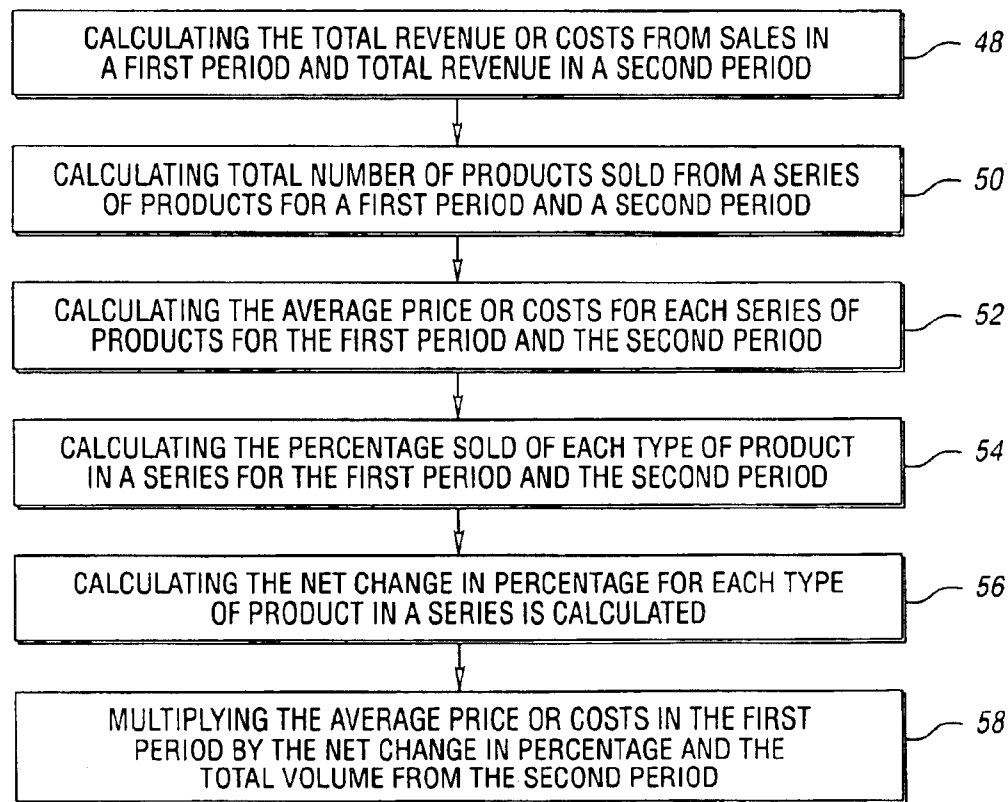 CALCULATING THE TOTAL REVENUE OR COSTS FROM SALES IN
A FIRST PERIOD AND TOTAL REVENUE IN A SECOND PERIOD
48
CALCULATING TOTAL NUMBER OF PRODUCTS SOLD FROM A SERIES
OF PRODUCTS FOR A FIRST PERIOD AND A SECOND PERIOD
50
CALCULATING THE AVERAGE PRICE OR COSTS FOR EACH SERIES OF
PRODUCTS FOR THE FIRST PERIOD AND THE SECOND PERIOD
52
CALCULATING THE PERCENTAGE SOLD OF EACH TYPE OF PRODUCT
IN A SERIES FOR THE FIRST PERIOD AND THE SECOND PERIOD
54
CALCULATING THE NET CHANGE IN PERCENTAGE FOR EACH TYPE
OF PRODUCT IN A SERIES IS CALCULATED
56
MULTIPLYING THE AVERAGE PRICE OR COSTS IN THE FIRST
PERIOD BY THE NET CHANGE IN PERCENTAGE AND THE
TOTAL VOLUME FROM THE SECOND PERIOD
58